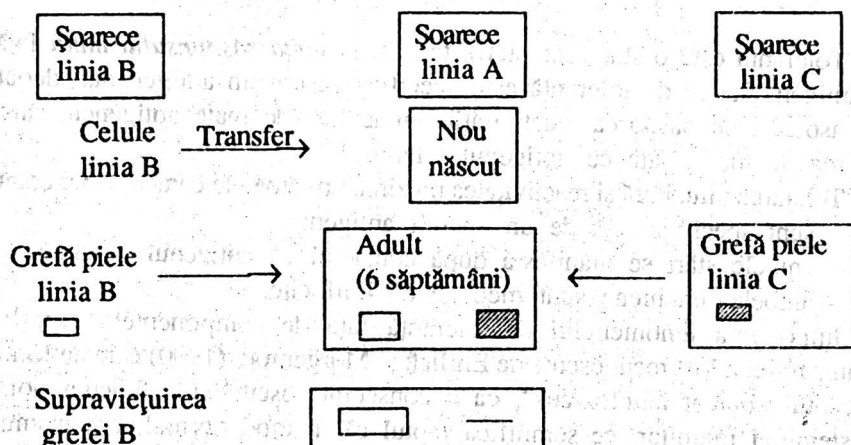 Şoarece
linia B
Şoarece
linia A
Şoarece
linia C
Celule
linia B
Transfer
Nou
născut
Grefă piele
linia B
Adult
(6 săptămâni)
Grefă piele
linia C
Supravieţuirea
grefei B